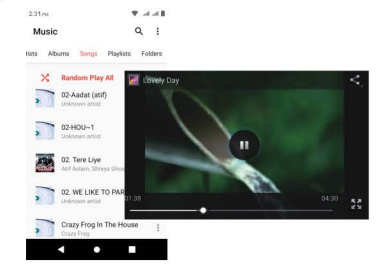 2:31 PM
Music
ists Albums Songs Playlists Folders
Random Play All
02-Aadat (atif)
Unknown artist
02-HOU~1
Unknown artist
02. Tere Liye
Atif Aslam, Shreya Ghos
02. WE LIKE TO PAR
Unknown artist
Crazy Frog In The House
Crazy Frog
Lovely Day
01:38 04:30